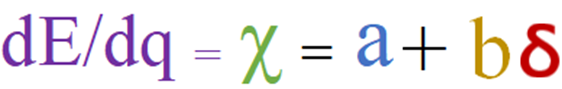 dE/dq = χ = a + bδ